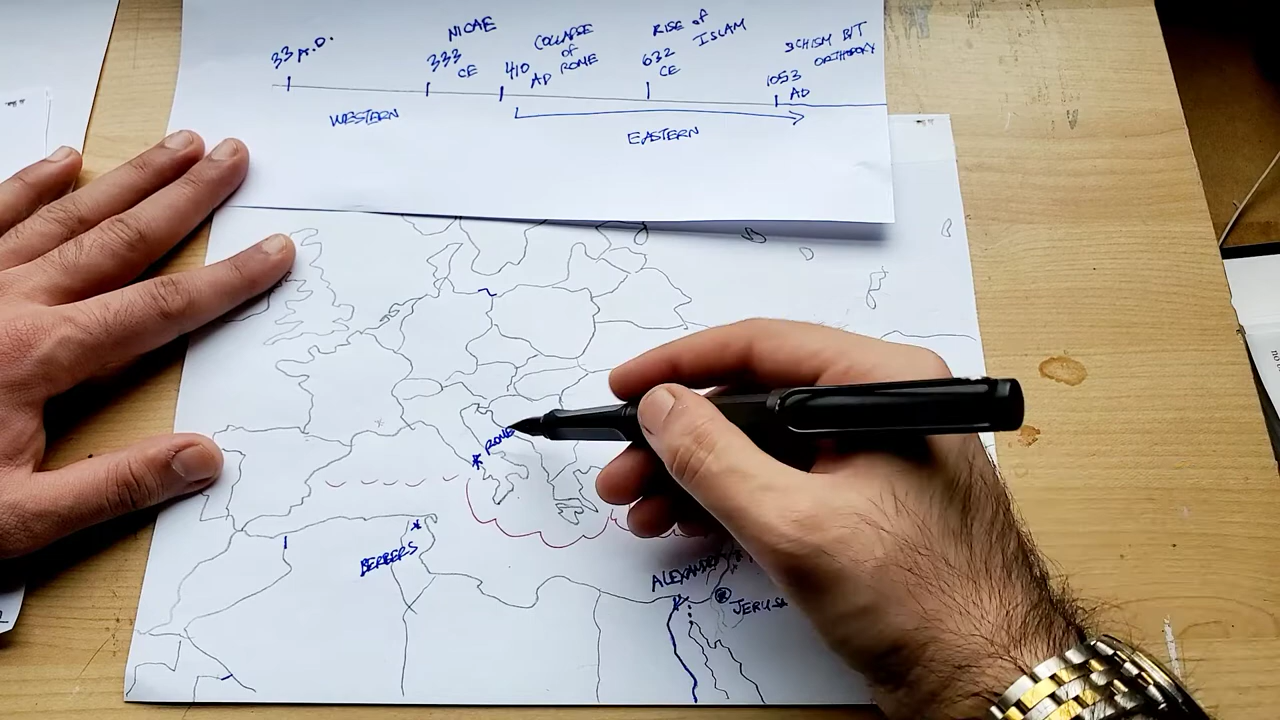 33 A.D.
NICAE
333
CE
COLLAPSE
of
ROME
410
AD
RISE of
ISLAM
632
CE
SCHISM BIT
ORTHODOXY
1053
AD
WESTERN
EASTERN
ROME
BERBERS
ALEXANDR
JERUSA